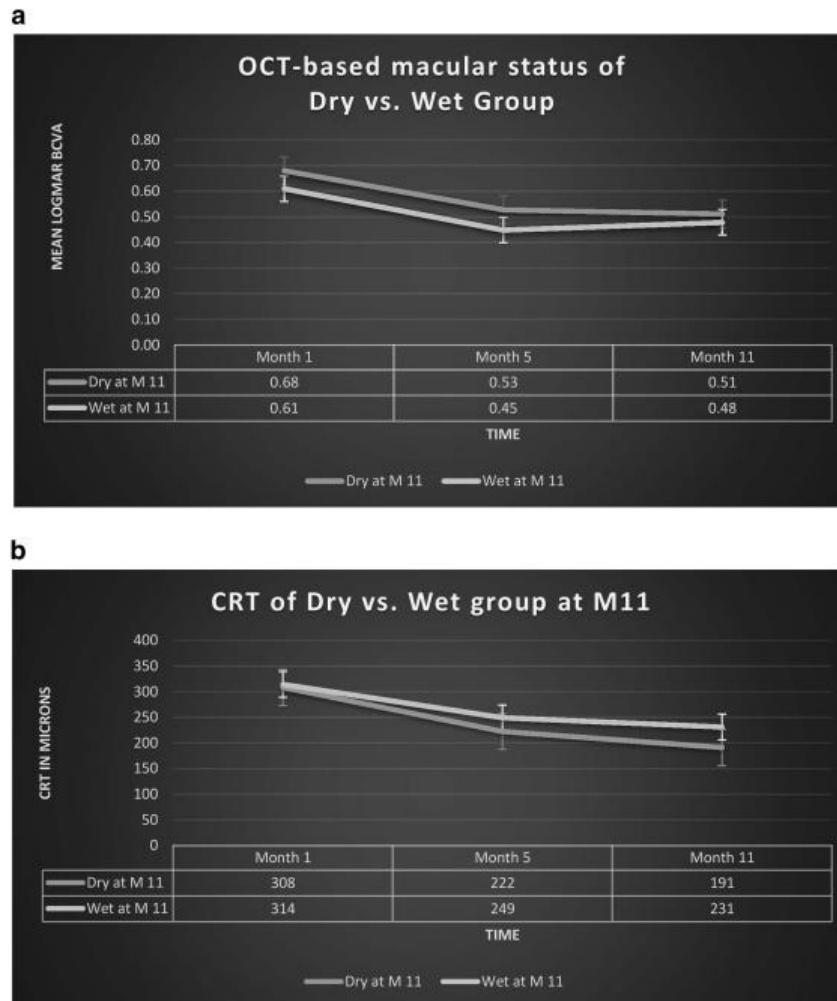 a
OCT-based macular status of
Dry vs. Wet Group
MEAN LOGMAR BCVA
0.80
0.70
0.60
0.50
0.40
0.30
0.20
0.10
0.00
Month 1 Month 5 Month 11
Dry at M 11 0.68 0.53 0.51
Wet at M 11 0.61 0.45 0.48
TIME
Dry at M 11 Wet at M 11
b
CRT of Dry vs. Wet group at M11
CRT IN MICRONS
400
350
300
250
200
150
100
50
0
Month 1 Month 5 Month 11
Dry at M 11 308 222 191
Wet at M 11 314 249 231
TIME
Dry at M 11 Wet at M 11